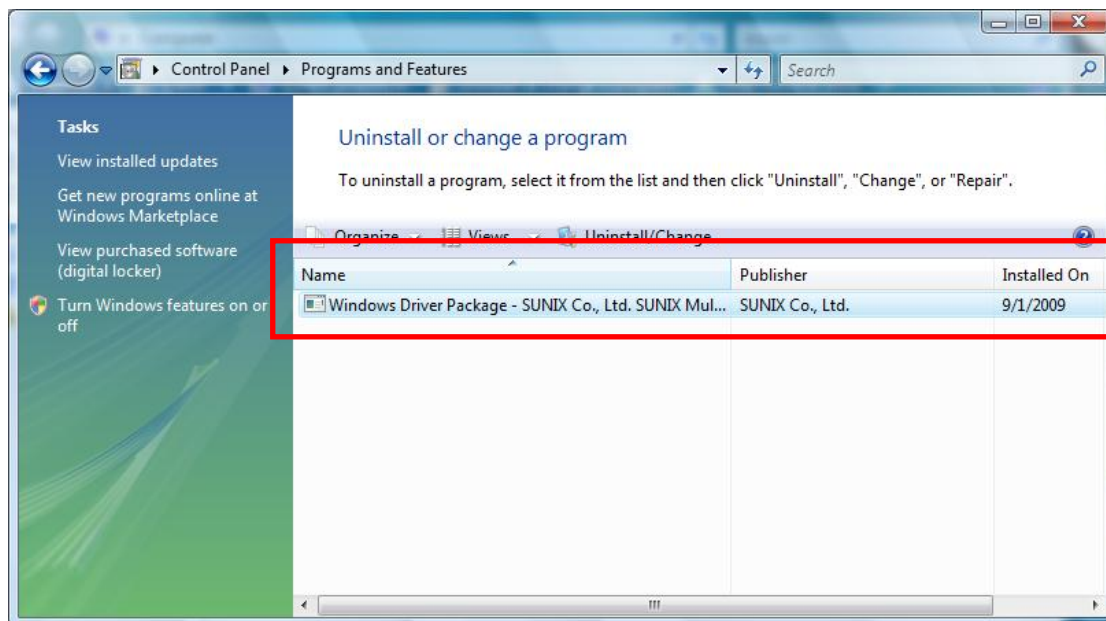 Control Panel ▸ Programs and Features
Search
Tasks
View installed updates
Get new programs online at
Windows Marketplace
View purchased software
(digital locker)
Turn Windows features on or
off
Uninstall or change a program
To uninstall a program, select it from the list and then click "Uninstall", "Change", or "Repair".
Organize Views Uninstall/Change
Name Publisher Installed On
Windows Driver Package - SUNIX Co., Ltd. SUNIX Mul... SUNIX Co., Ltd. 9/1/2009